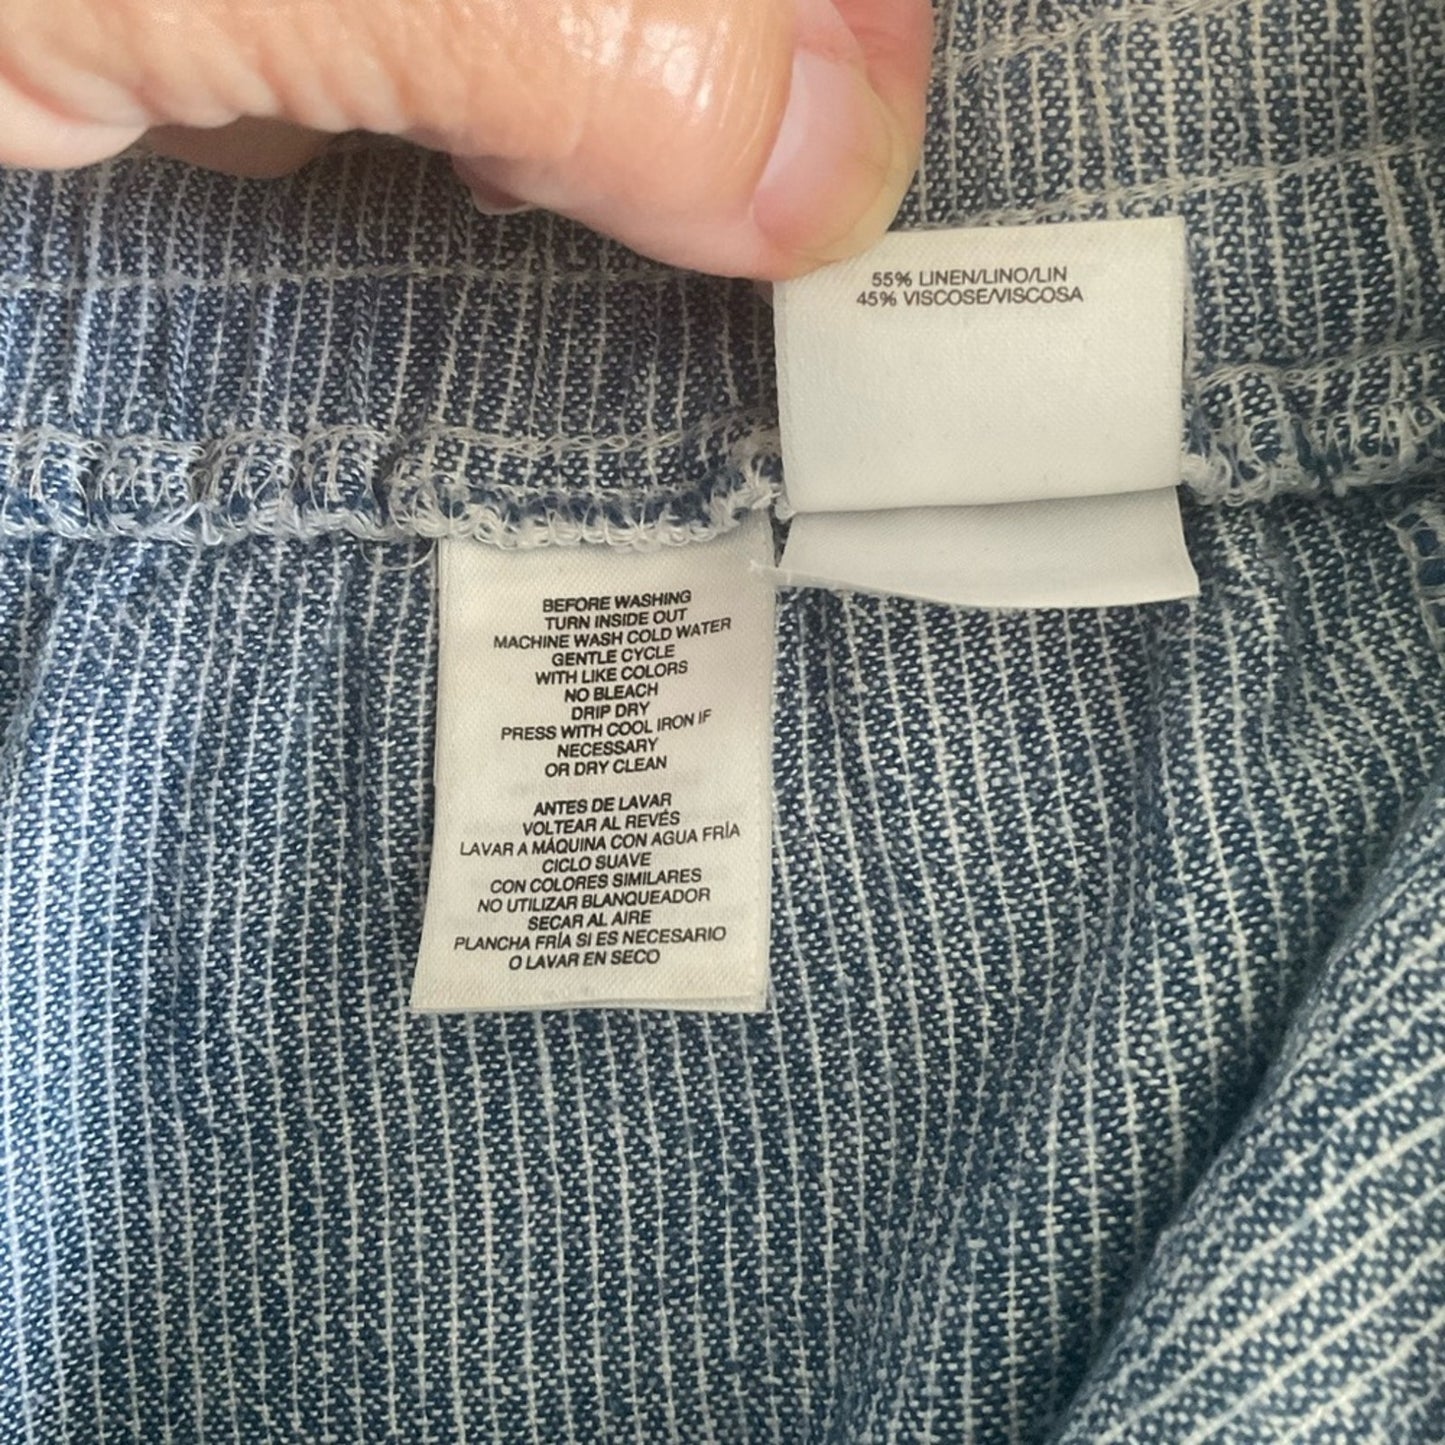 55% LINEN/LINO/LIN
45% VISCOSE/VISCOSA
BEFORE WASHING
TURN INSIDE OUT
MACHINE WASH COLD WATER
GENTLE CYCLE
WITH LIKE COLORS
NO BLEACH
DRIP DRY
PRESS WITH COOL IRON IF
NECESSARY
OR DRY CLEAN
ANTES DE LAVAR
VOLTEAR AL REVÉS
LAVAR A MÁQUINA CON AGUA FRÍA
CICLO SUAVE
CON COLORES SIMILARES
NO UTILIZAR BLANQUEADOR
SECAR AL AIRE
PLANCHA FRÍA SI ES NECESARIO
O LAVAR EN SECO